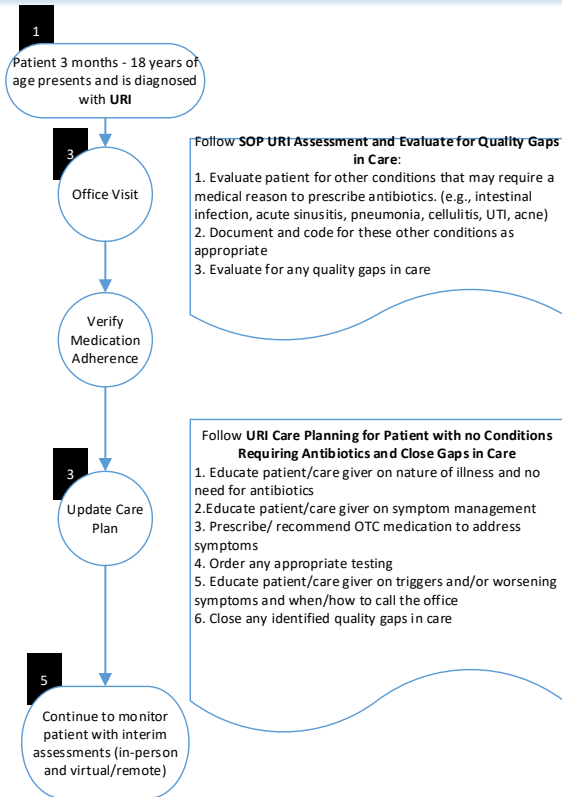 1
Patient 3 months - 18 years of
age presents and is diagnosed
with URI
3
Office Visit
Follow SOP URI Assessment and Evaluate for Quality Gaps
in Care:
1. Evaluate patient for other conditions that may require a
medical reason to prescribe antibiotics. (e.g., intestinal
infection, acute sinusitis, pneumonia, cellulitis, UTI, acne)
2. Document and code for these other conditions as
appropriate
3. Evaluate for any quality gaps in care
Verify
Medication
Adherence
3
Update Care
Plan
Follow URI Care Planning for Patient with no Conditions
Requiring Antibiotics and Close Gaps in Care
1. Educate patient/care giver on nature of illness and no
need for antibiotics
2.Educate patient/care giver on symptom management
3. Prescribe/ recommend OTC medication to address
symptoms
4. Order any appropriate testing
5. Educate patient/care giver on triggers and/or worsening
symptoms and when/how to call the office
6. Close any identified quality gaps in care
5
Continue to monitor
patient with interim
assessments (in-person
and virtual/remote)